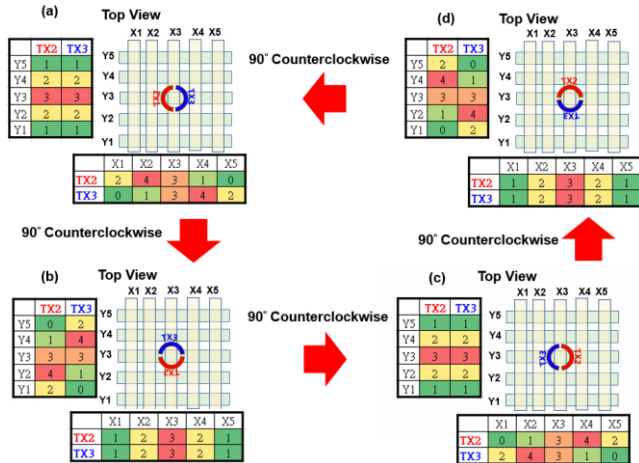 (a)
Top View
X1 X2 X3 X4 X5
TX2 TX3
Y5 1 1
Y4 2 2
Y3 3 3
Y2 2 2
Y1 1 1
Y5
Y4
Y3
Y2
Y1
TX2
TX3
X1 X2 X3 X4 X5
TX2 2 4 3 1 0
TX3 0 1 3 4 2
90° Counterclockwise
(d)
Top View
X1 X2 X3 X4 X5
TX2 TX3
Y5 2 0
Y4 4 1
Y3 3 3
Y2 1 4
Y1 0 2
Y5
Y4
Y3
Y2
Y1
TX2
TX3
X1 X2 X3 X4 X5
TX2 1 2 3 2 1
TX3 1 2 3 2 1
90° Counterclockwise
90° Counterclockwise
(b)
Top View
X1 X2 X3 X4 X5
TX2 TX3
Y5 0 2
Y4 1 4
Y3 3 3
Y2 4 1
Y1 2 0
Y5
Y4
Y3
Y2
Y1
TX3
TX2
X1 X2 X3 X4 X5
TX2 1 2 3 2 1
TX3 1 2 3 2 1
90° Counterclockwise
(c)
Top View
X1 X2 X3 X4 X5
TX2 TX3
Y5 1 1
Y4 2 2
Y3 3 3
Y2 2 2
Y1 1 1
Y5
Y4
Y3
Y2
Y1
TX3
TX2
X1 X2 X3 X4 X5
TX2 0 1 3 4 2
TX3 2 4 3 1 0